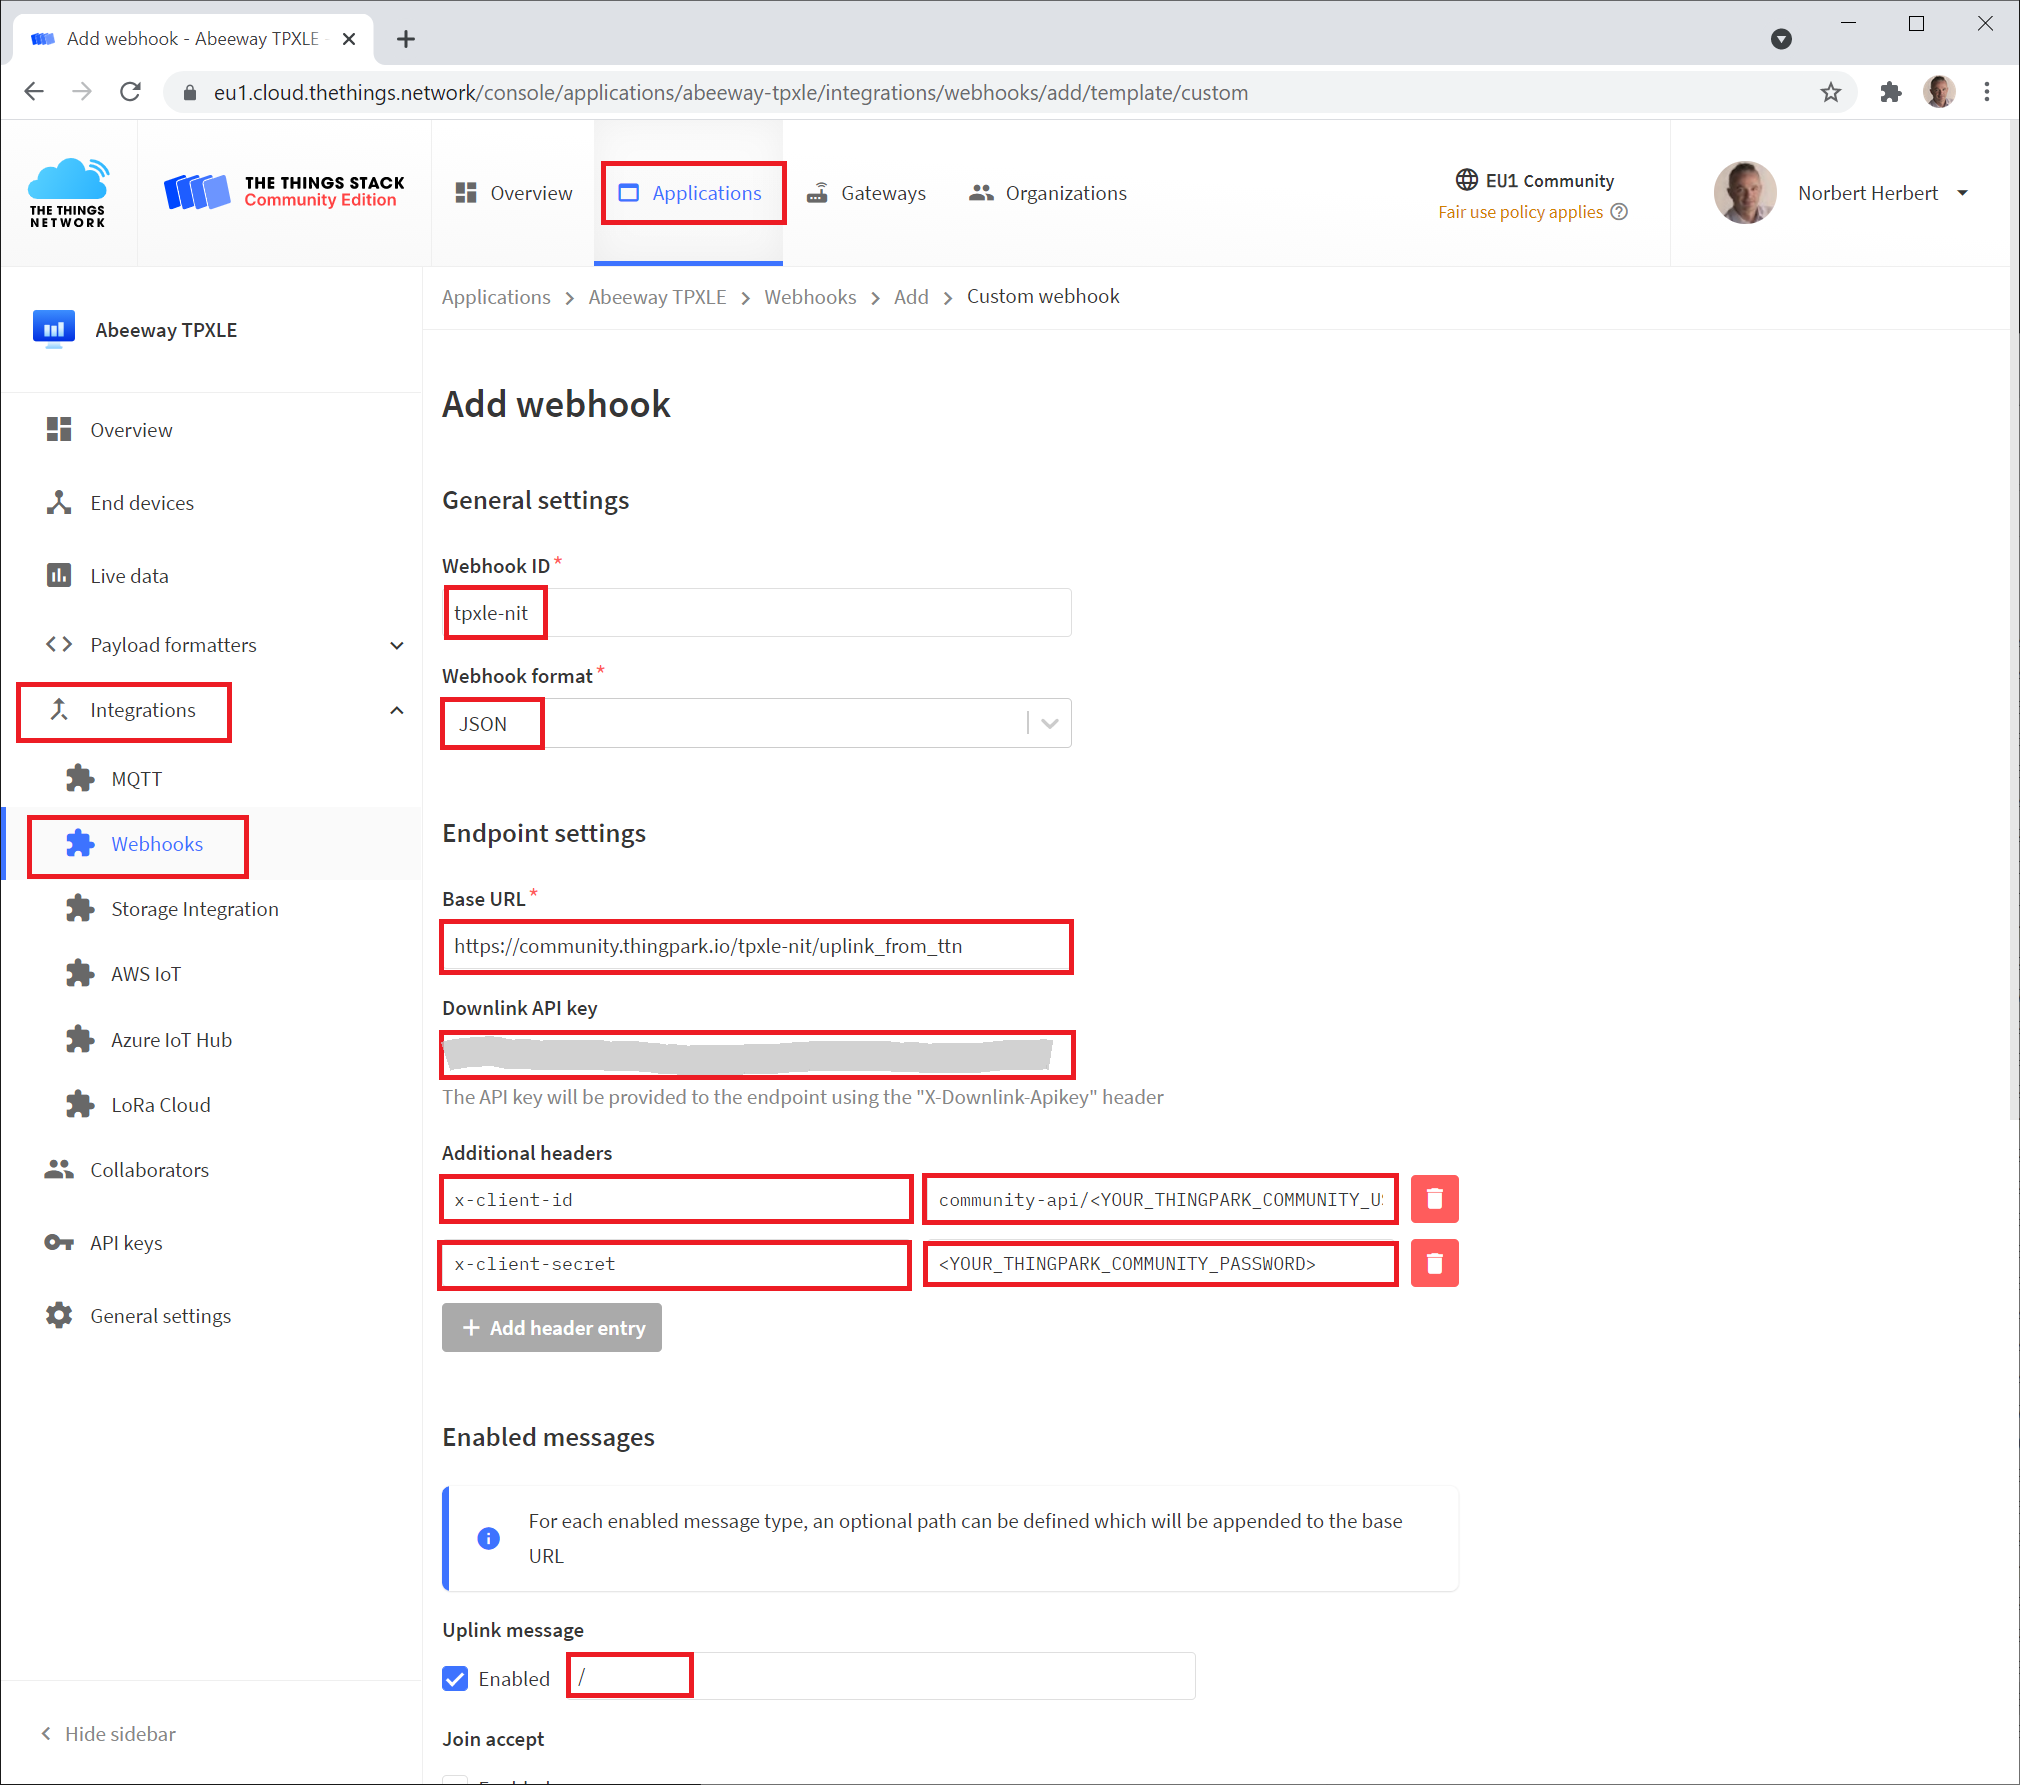 Add webhook - Abeeway TPXLE -
eu1.cloud.thethings.network/console/applications/abeeway-tpxle/integrations/webhooks/add/template/custom
THE THINGS
NETWORK
THE THINGS STACK
Community Edition
Overview
Applications
Gateways
Organizations
EU1 Community
Fair use policy applies
Norbert Herbert
Applications > Abeeway TPXLE > Webhooks > Add > Custom webhook
Abeeway TPXLE
Overview
End devices
Live data
Payload formatters
Integrations
MQTT
Webhooks
Storage Integration
AWS IoT
Azure IoT Hub
LoRa Cloud
Collaborators
API keys
General settings
Hide sidebar
Add webhook
General settings
Webhook ID *
tpxle-nit
Webhook format *
JSON
Endpoint settings
Base URL *
https://community.thingpark.io/tpxle-nit/uplink_from_ttn
Downlink API key
The API key will be provided to the endpoint using the "X-Downlink-Apikey" header
Additional headers
x-client-id community-api/<YOUR_THINGPARK_COMMUNITY_U
x-client-secret <YOUR_THINGPARK_COMMUNITY_PASSWORD>
+ Add header entry
Enabled messages
For each enabled message type, an optional path can be defined which will be appended to the base
URL
Uplink message
Enabled /
Join accept